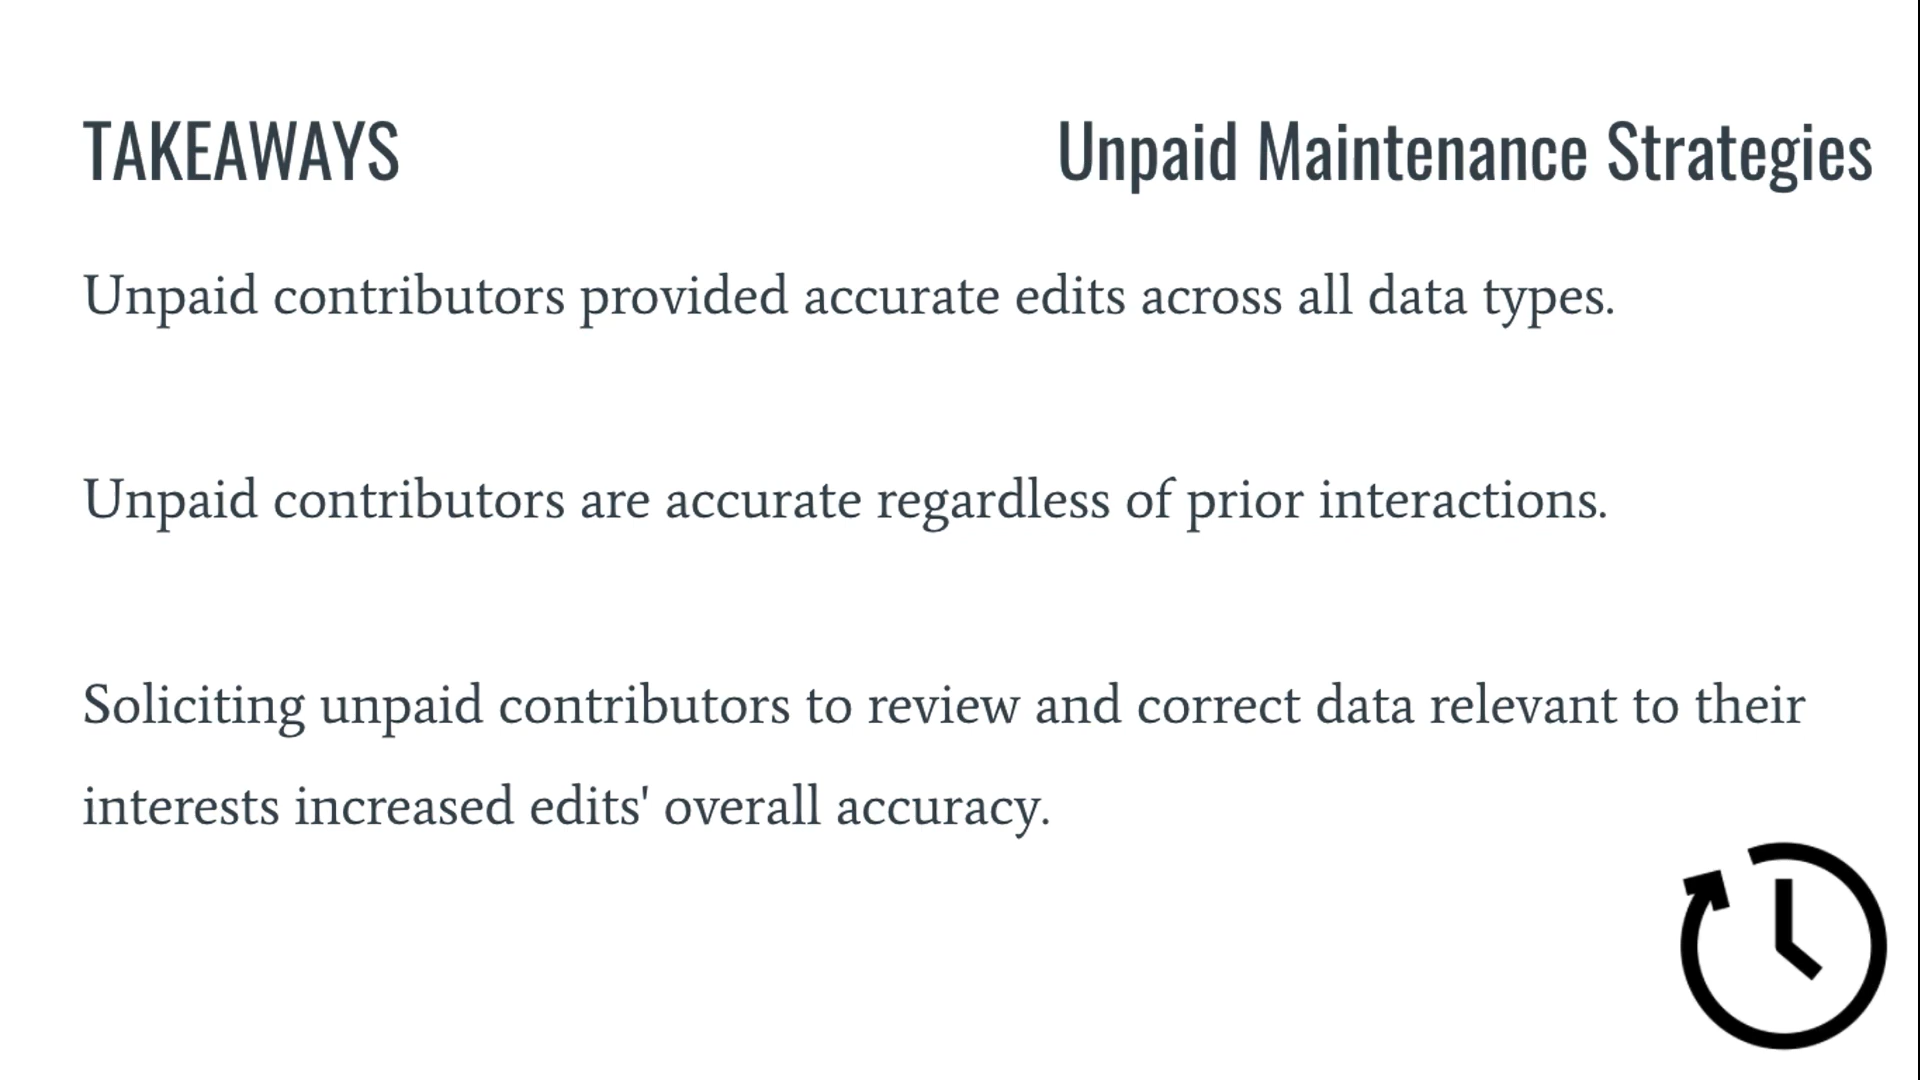 TAKEAWAYS
Unpaid Maintenance Strategies
Unpaid contributors provided accurate edits across all data types.
Unpaid contributors are accurate regardless of prior interactions.
Soliciting unpaid contributors to review and correct data relevant to their
interests increased edits' overall accuracy.